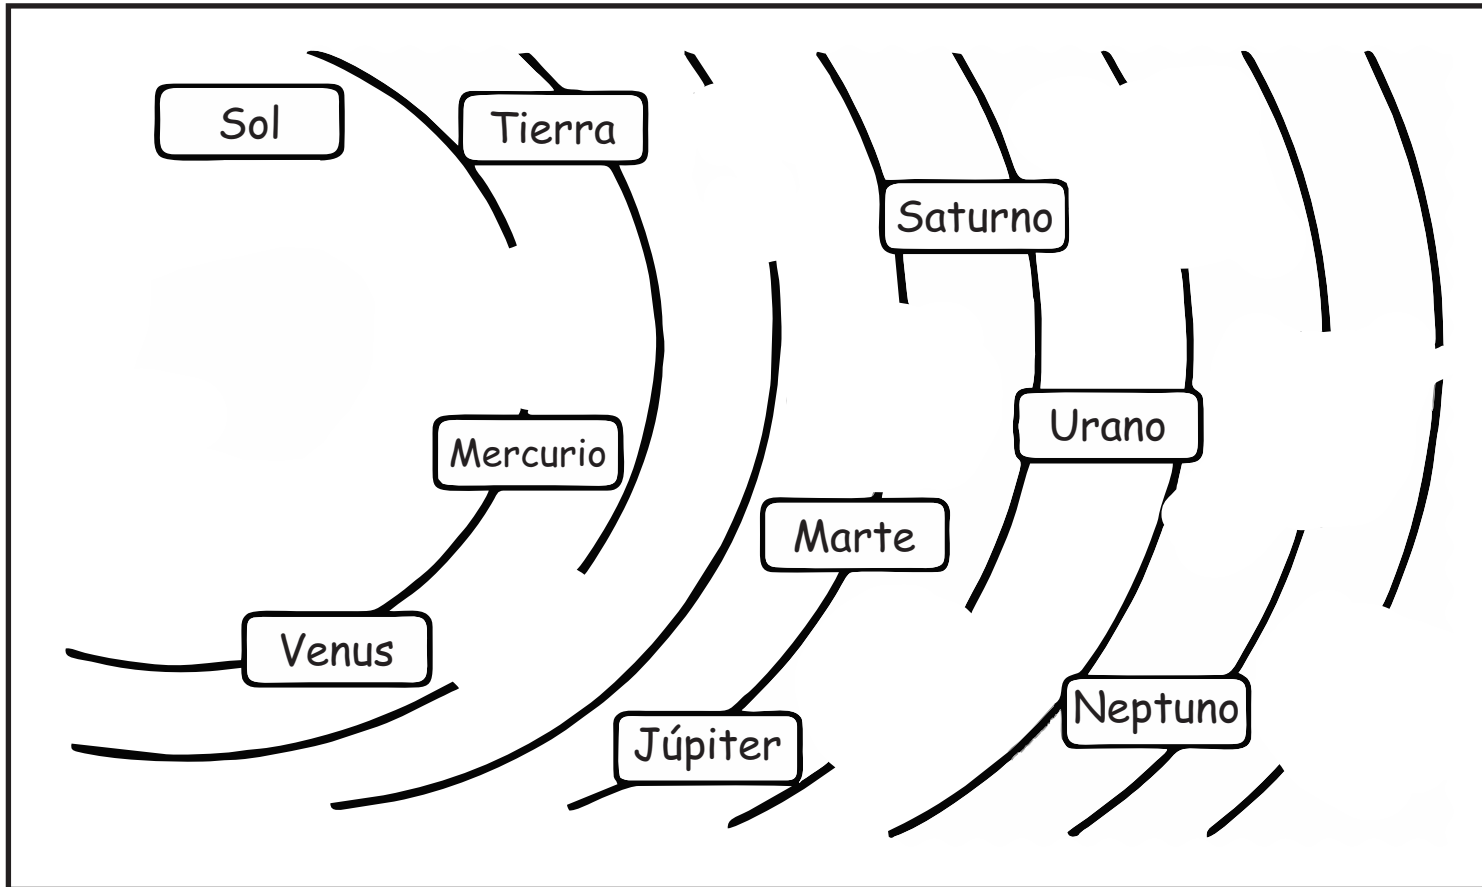 Sol
Tierra
Saturno
Urano
Mercurio
Marte
Venus
Neptuno
Júpiter